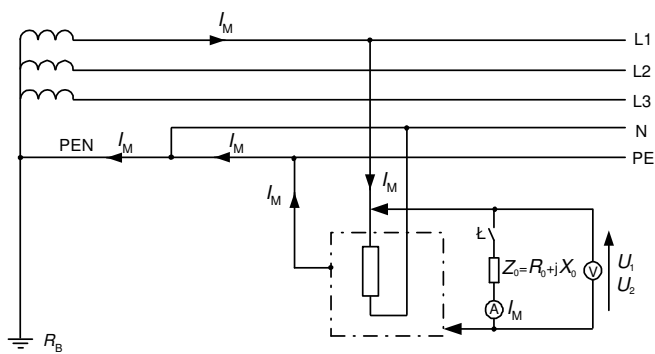 I_M
L1
L2
L3
N
PEN
I_M
I_M
PE
I_M
I_M
Ł
Z_0=R_0+jX_0
V
U_1
U_2
A
I_M
R_B